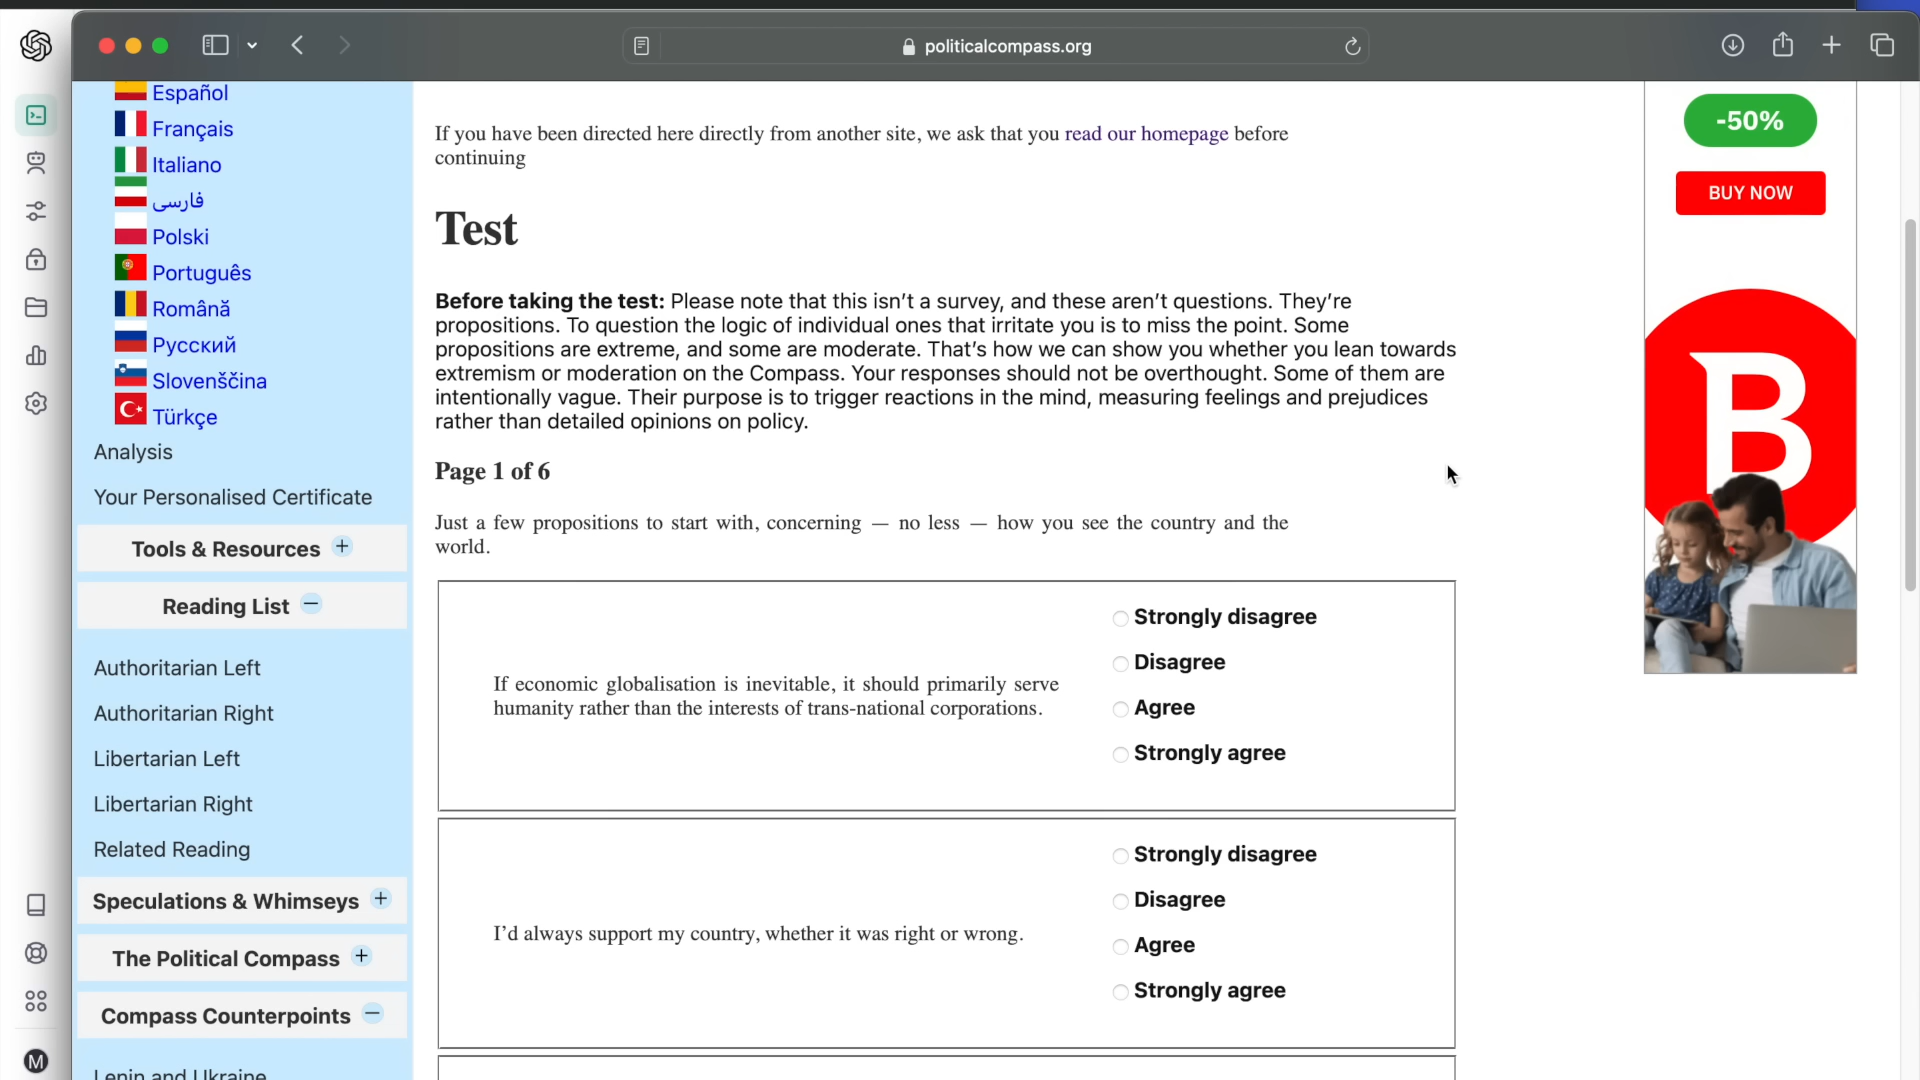 politicalcompass.org
Español
Français
Italiano
فارسی
Polski
Português
Română
Русский
Slovenščina
Türkçe
Analysis
Your Personalised Certificate
Tools & Resources +
Reading List −
Authoritarian Left
Authoritarian Right
Libertarian Left
Libertarian Right
Related Reading
Speculations & Whimseys +
The Political Compass +
Compass Counterpoints −
Lenin and Ukraine
M
If you have been directed here directly from another site, we ask that you read our homepage before
continuing
Test
Before taking the test: Please note that this isn’t a survey, and these aren’t questions. They’re
propositions. To question the logic of individual ones that irritate you is to miss the point. Some
propositions are extreme, and some are moderate. That’s how we can show you whether you lean towards
extremism or moderation on the Compass. Your responses should not be overthought. Some of them are
intentionally vague. Their purpose is to trigger reactions in the mind, measuring feelings and prejudices
rather than detailed opinions on policy.
Page 1 of 6
Just a few propositions to start with, concerning — no less — how you see the country and the
world.
If economic globalisation is inevitable, it should primarily serve
humanity rather than the interests of trans-national corporations.
Strongly disagree
Disagree
Agree
Strongly agree
I’d always support my country, whether it was right or wrong.
Strongly disagree
Disagree
Agree
Strongly agree
-50%
BUY NOW
B